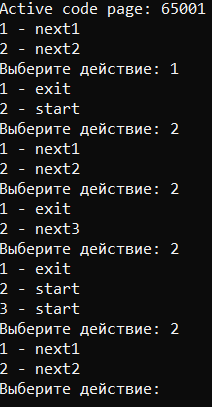 Active code page: 65001
1 - next1
2 - next2
Выберите действие: 1
1 - exit
2 - start
Выберите действие: 2
1 - next1
2 - next2
Выберите действие: 2
1 - exit
2 - next3
Выберите действие: 2
1 - exit
2 - start
3 - start
Выберите действие: 2
1 - next1
2 - next2
Выберите действие: